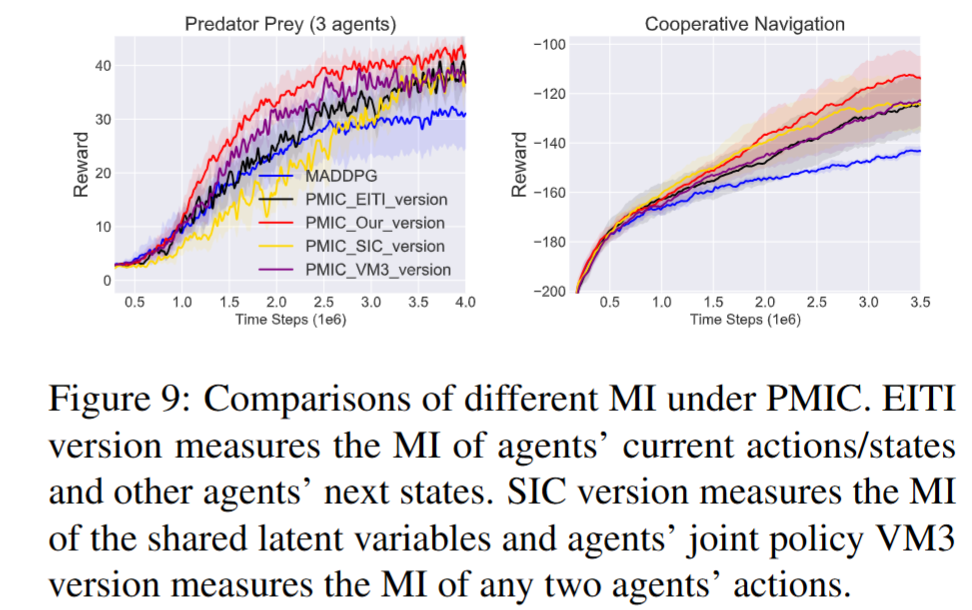 Predator Prey (3 agents)
Cooperative Navigation
Reward
40
30
20
10
0
MADDPG
PMIC_EITI_version
PMIC_Our_version
PMIC_SIC_version
PMIC_VM3_version
0.5 1.0 1.5 2.0 2.5 3.0 3.5 4.0
Time Steps (1e6)
Reward
−100
−120
−140
−160
−180
−200
0.5 1.0 1.5 2.0 2.5 3.0 3.5
Time Steps (1e6)
Figure 9: Comparisons of different MI under PMIC. EITI
version measures the MI of agents’ current actions/states
and other agents’ next states. SIC version measures the MI
of the shared latent variables and agents’ joint policy VM3
version measures the MI of any two agents’ actions.